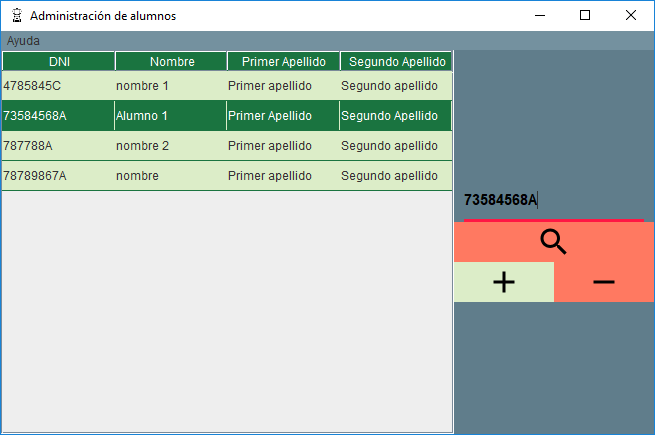 Administración de alumnos
Ayuda
DNI Nombre Primer Apellido Segundo Apellido
4785845C nombre 1 Primer apellido Segundo apellido
73584568A Alumno 1 Primer Apellido Segundo Apellido
787788A nombre 2 Primer apellido Segundo apellido
78789867A nombre Primer apellido Segundo apellido
73584568A